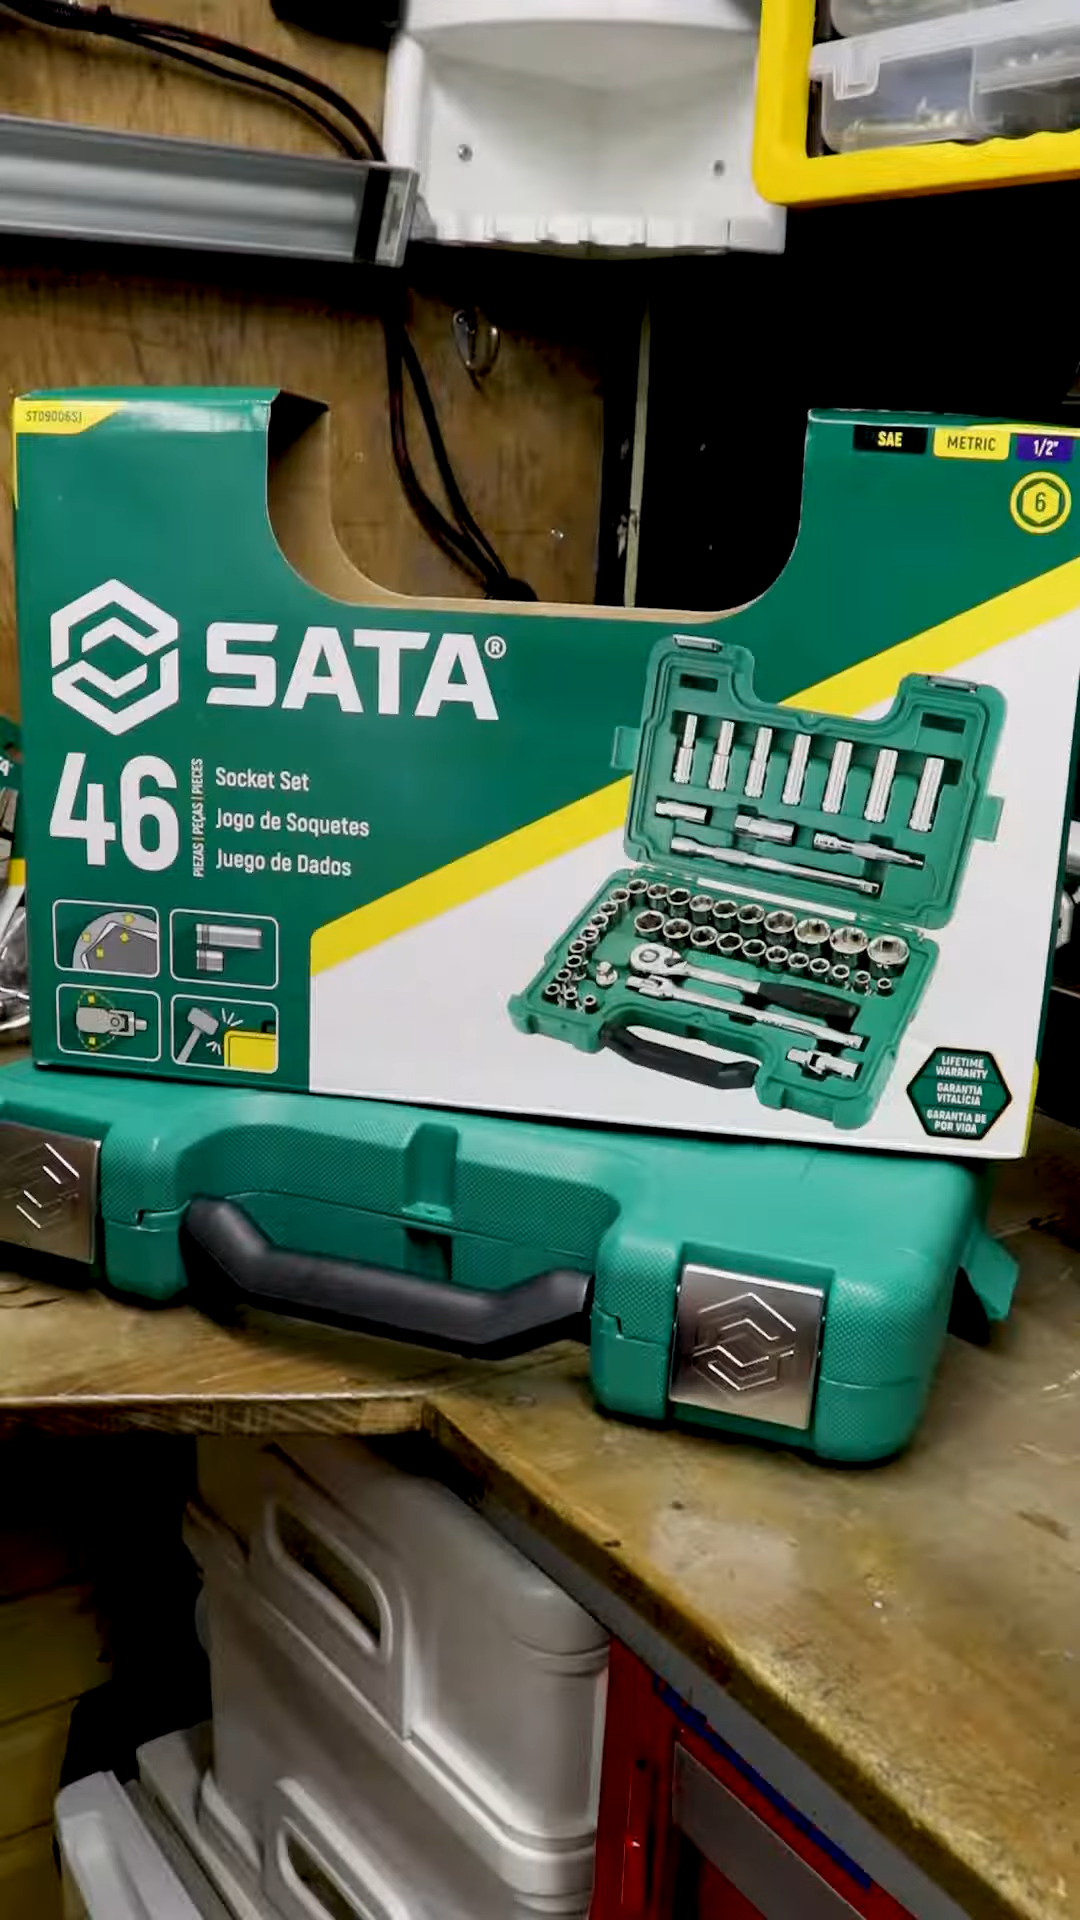 ST09006SJ
SAE
METRIC
1/2"
6
SATA®
46
PIEZAS | PEÇAS | PIECES
Socket Set
Jogo de Soquetes
Juego de Dados
LIFETIME
WARRANTY
GARANTIA
VITALÍCIA
GARANTÍA DE
POR VIDA